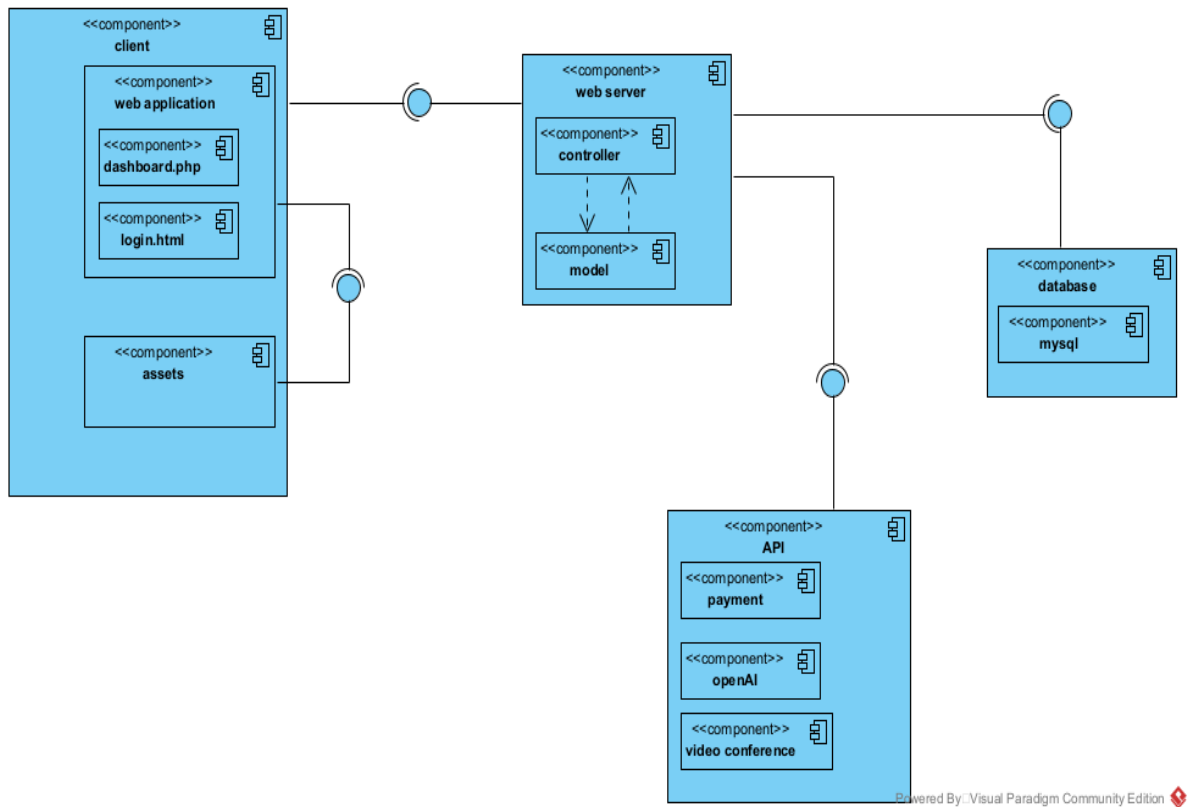 <<component>>
client
<<component>>
web application
<<component>>
dashboard.php
<<component>>
login.html
<<component>>
assets
<<component>>
web server
<<component>>
controller
<<component>>
model
<<component>>
database
<<component>>
mysql
<<component>>
API
<<component>>
payment
<<component>>
openAI
<<component>>
video conference
Powered By Visual Paradigm Community Edition